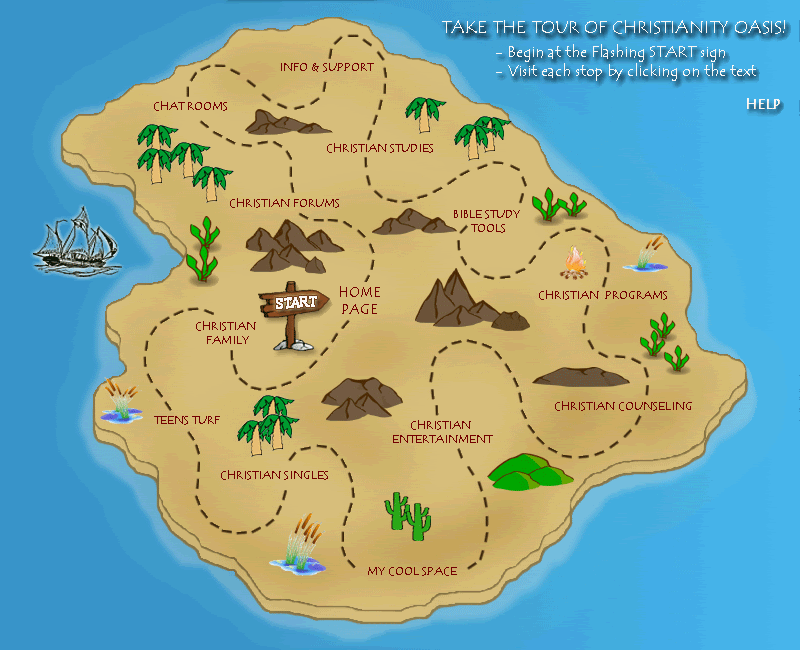 TAKE THE TOUR OF CHRISTIANITY OASIS!
- Begin at the Flashing START sign
- Visit each stop by clicking on the text
HELP
INFO & SUPPORT
CHAT ROOMS
CHRISTIAN STUDIES
CHRISTIAN FORUMS
BIBLE STUDY
TOOLS
START
HOME
PAGE
CHRISTIAN PROGRAMS
CHRISTIAN
FAMILY
TEENS TURF
CHRISTIAN COUNSELING
CHRISTIAN
ENTERTAINMENT
CHRISTIAN SINGLES
MY COOL SPACE